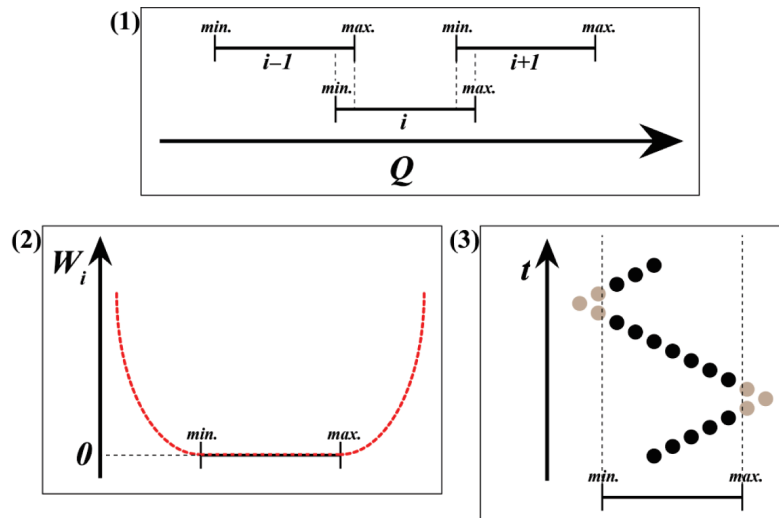 (1)
min. max. min. max.
i–1 i+1
min. max.
i
Q
(2)
W i
min. max.
0
(3)
t
min. max.